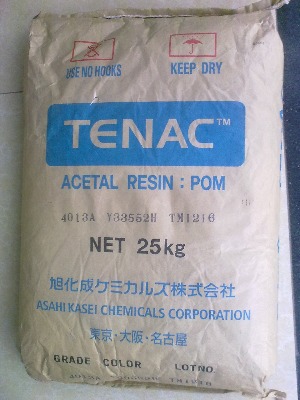 USE NO HOOKS KEEP DRY
TENAC™
ACETAL RESIN : POM
4013A Y33552H TM1216
NET 25kg
旭化成ケミカルズ株式会社
ASAHI KASEI CHEMICALS CORPORATION
東京・大阪・名古屋
GRADE COLOR LOTNO